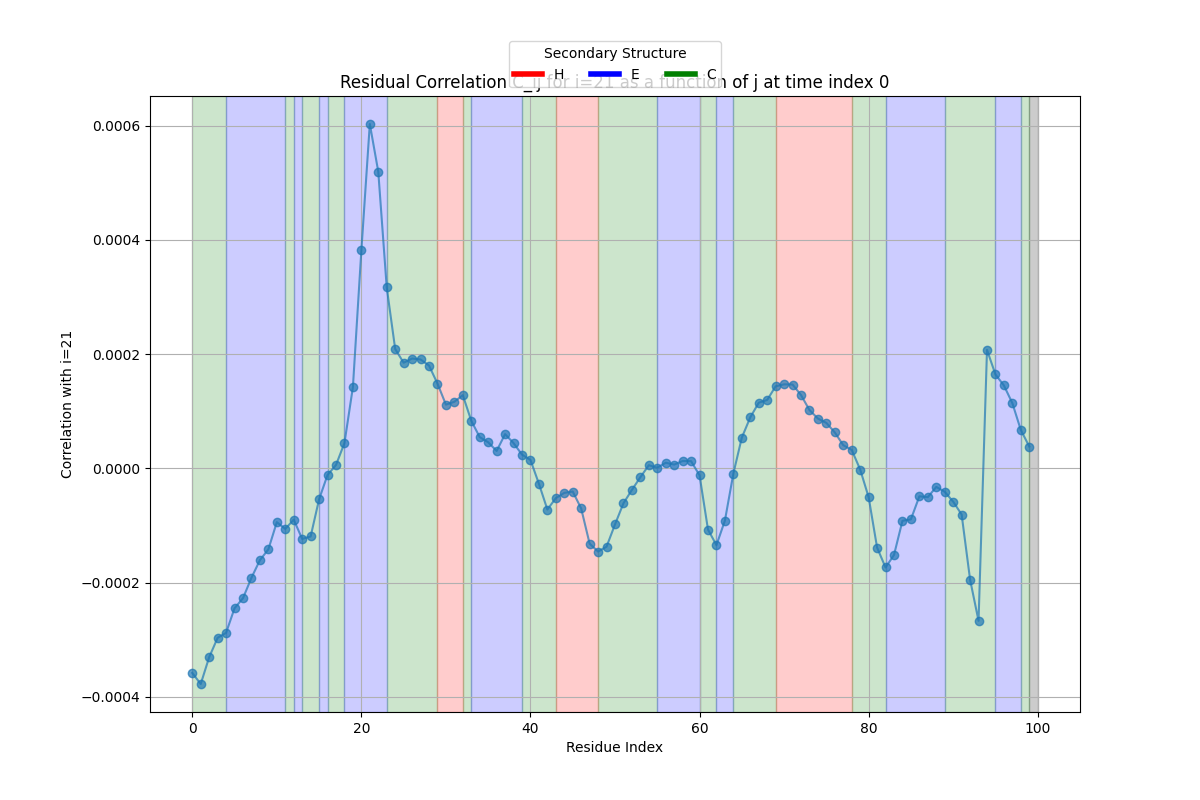 Secondary Structure
H E C
Residual Correlation C_ij for i=21 as a function of j at time index 0
0.0006
0.0004
0.0002
0.0000
−0.0002
−0.0004
Correlation with i=21
0 20 40 60 80 100
Residue Index